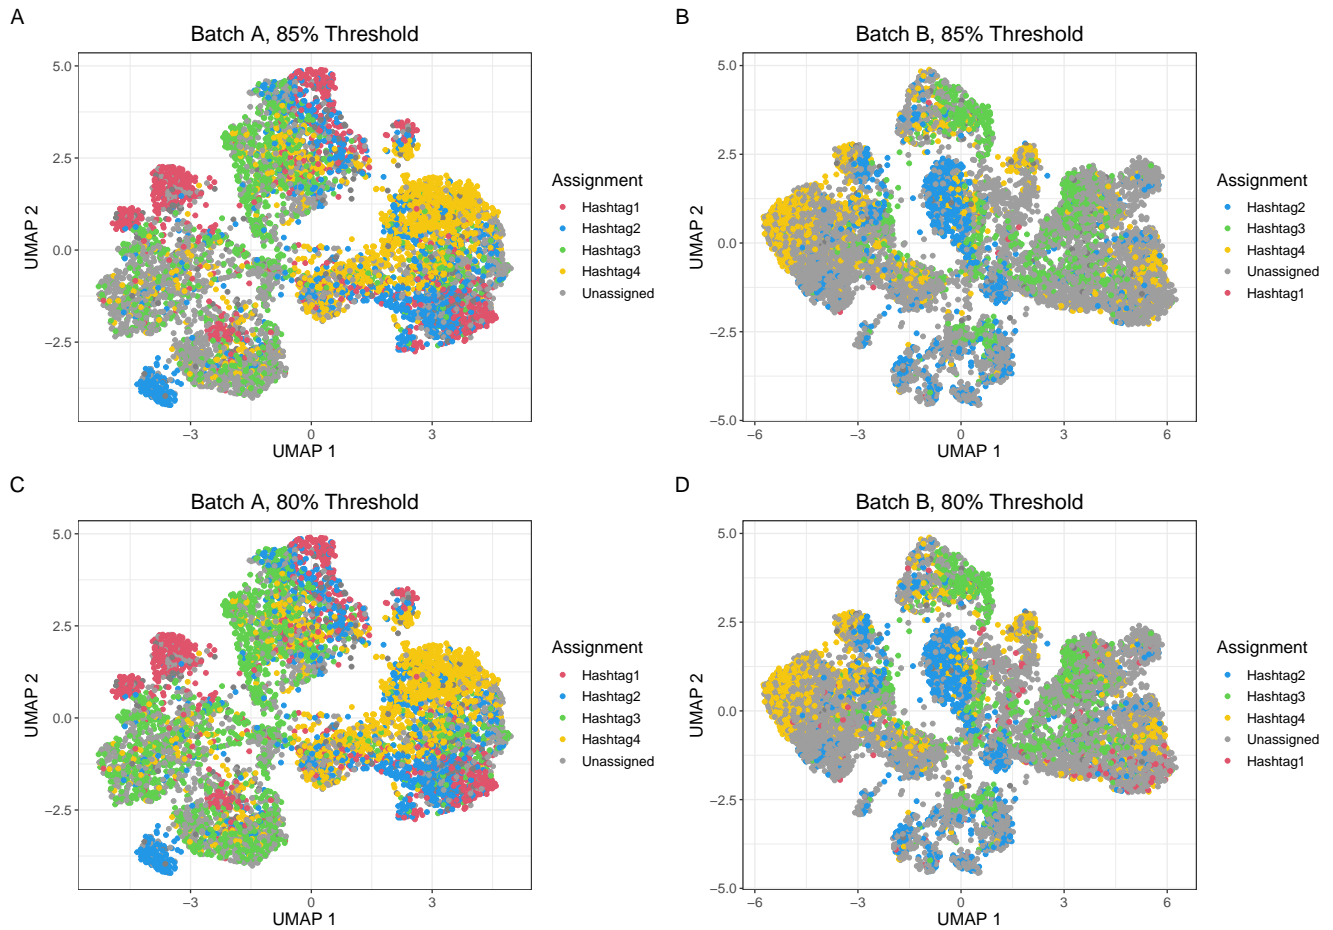 A
Batch A, 85% Threshold
5.0
2.5
0.0
−2.5
−3
0
3
UMAP 1
UMAP 2
Assignment
Hashtag1
Hashtag2
Hashtag3
Hashtag4
Unassigned
B
Batch B, 85% Threshold
5.0
2.5
0.0
−2.5
−5.0
−6
−3
0
3
6
UMAP 1
UMAP 2
Assignment
Hashtag2
Hashtag3
Hashtag4
Unassigned
Hashtag1
C
Batch A, 80% Threshold
5.0
2.5
0.0
−2.5
−3
0
3
UMAP 1
UMAP 2
Assignment
Hashtag1
Hashtag2
Hashtag3
Hashtag4
Unassigned
D
Batch B, 80% Threshold
5.0
2.5
0.0
−2.5
−5.0
−6
−3
0
3
6
UMAP 1
UMAP 2
Assignment
Hashtag2
Hashtag3
Hashtag4
Unassigned
Hashtag1